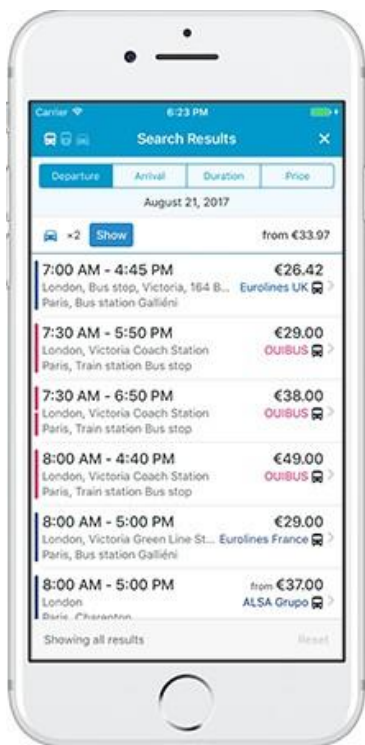 Carrier 6:23 PM
Search Results ×
Departure Arrival Duration Price
August 21, 2017
×2 Show from €33.97
7:00 AM - 4:45 PM €26.42
London, Bus stop, Victoria, 164 B... Eurolines UK
Paris, Bus station Galliéni
7:30 AM - 5:50 PM €29.00
London, Victoria Coach Station OUIBUS
Paris, Train station Bus stop
7:30 AM - 6:50 PM €38.00
London, Victoria Coach Station OUIBUS
Paris, Train station Bus stop
8:00 AM - 4:40 PM €49.00
London, Victoria Coach Station OUIBUS
Paris, Train station Bus stop
8:00 AM - 5:00 PM €29.00
London, Victoria Green Line St... Eurolines France
Paris, Bus station Galliéni
8:00 AM - 5:00 PM from €37.00
London ALSA Grupo
Paris, Charenton
Showing all results Reset